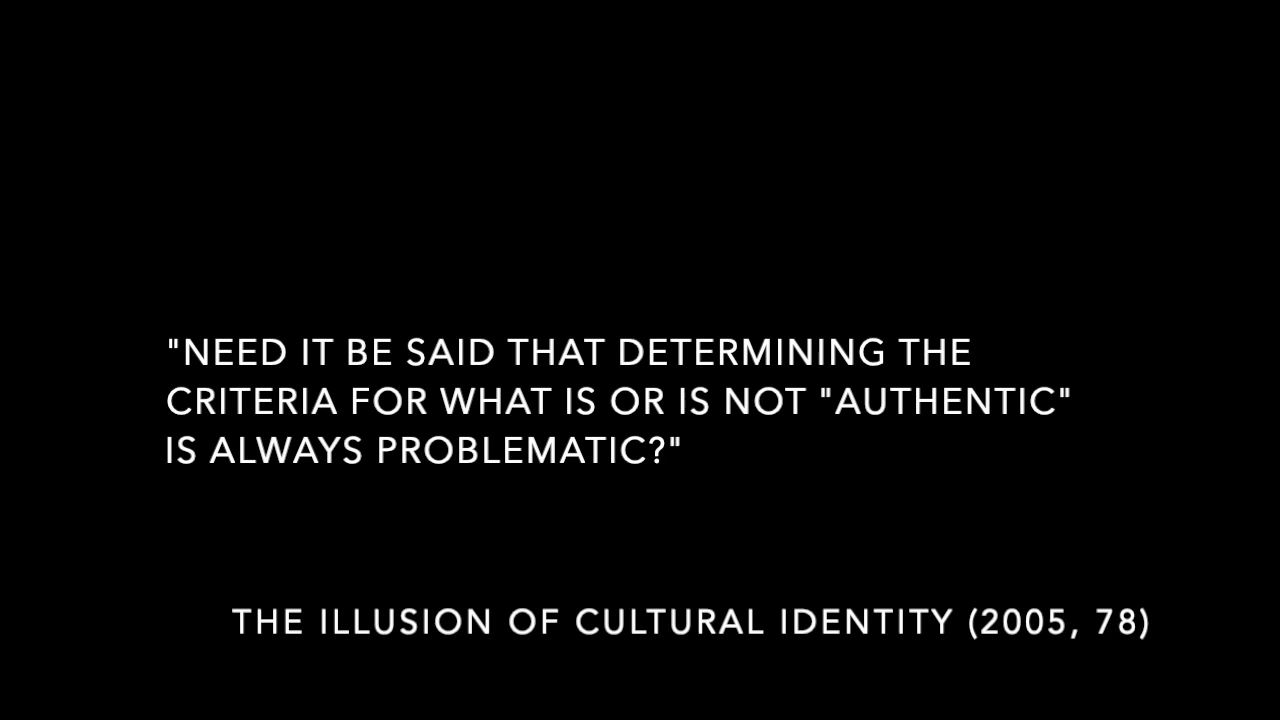 "NEED IT BE SAID THAT DETERMINING THE
CRITERIA FOR WHAT IS OR IS NOT "AUTHENTIC"
IS ALWAYS PROBLEMATIC?"
THE ILLUSION OF CULTURAL IDENTITY (2005, 78)